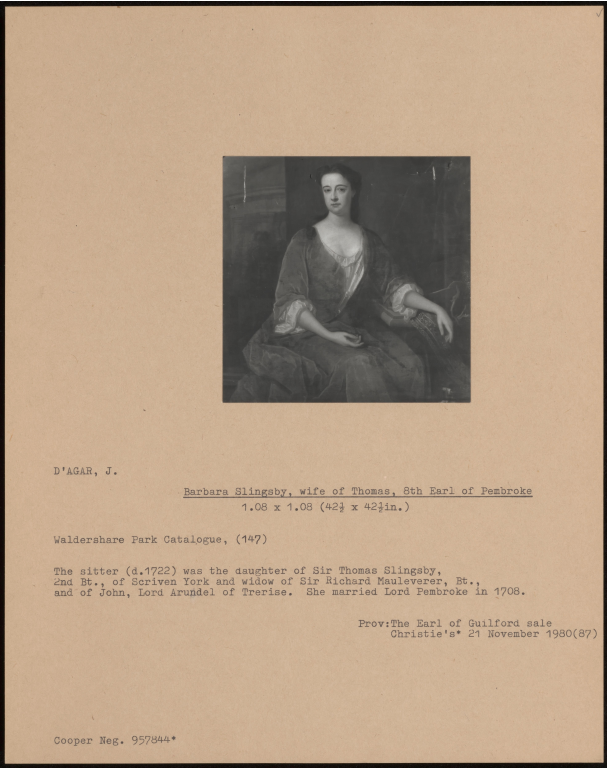 D'AGAR, J.
Barbara Slingsby, wife of Thomas, 8th Earl of Pembroke
1.08 x 1.08 (42½ x 42½in.)
Waldershare Park Catalogue, (147)
The sitter (d.1722) was the daughter of Sir Thomas Slingsby,
2nd Bt., of Scriven York and widow of Sir Richard Mauleverer, Bt.,
and of John, Lord Arundel of Trerise. She married Lord Pembroke in 1708.
Prov:The Earl of Guilford sale
Christie's* 21 November 1980(87)
Cooper Neg. 957844*